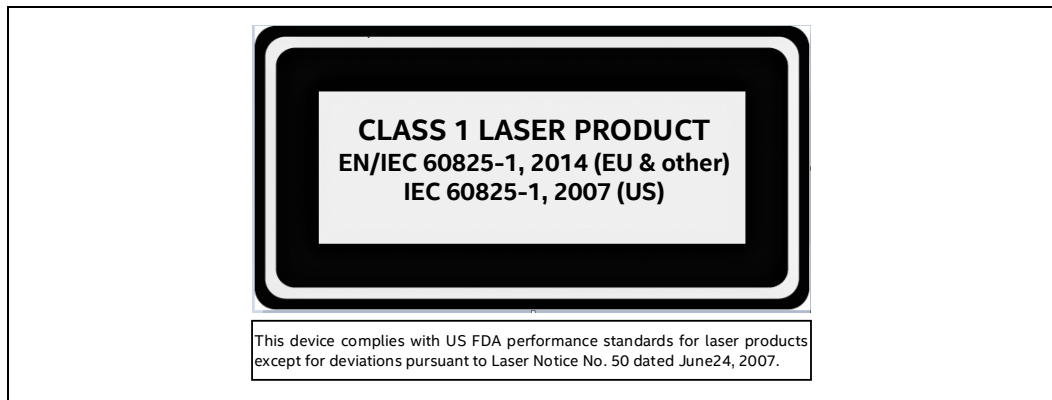 CLASS 1 LASER PRODUCT
EN/IEC 60825-1, 2014 (EU & other)
IEC 60825-1, 2007 (US)
This device complies with US FDA performance standards for laser products
except for deviations pursuant to Laser Notice No. 50 dated June24, 2007.